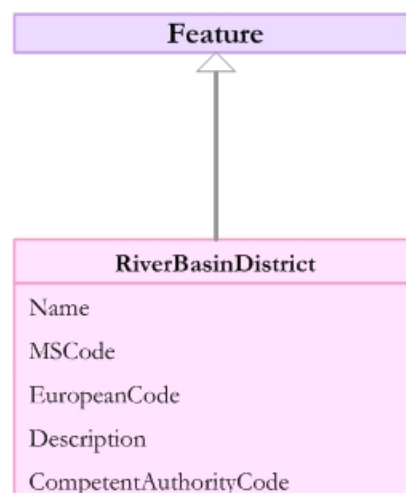 Feature
RiverBasinDistrict
Name
MSCode
EuropeanCode
Description
CompetentAuthorityCode